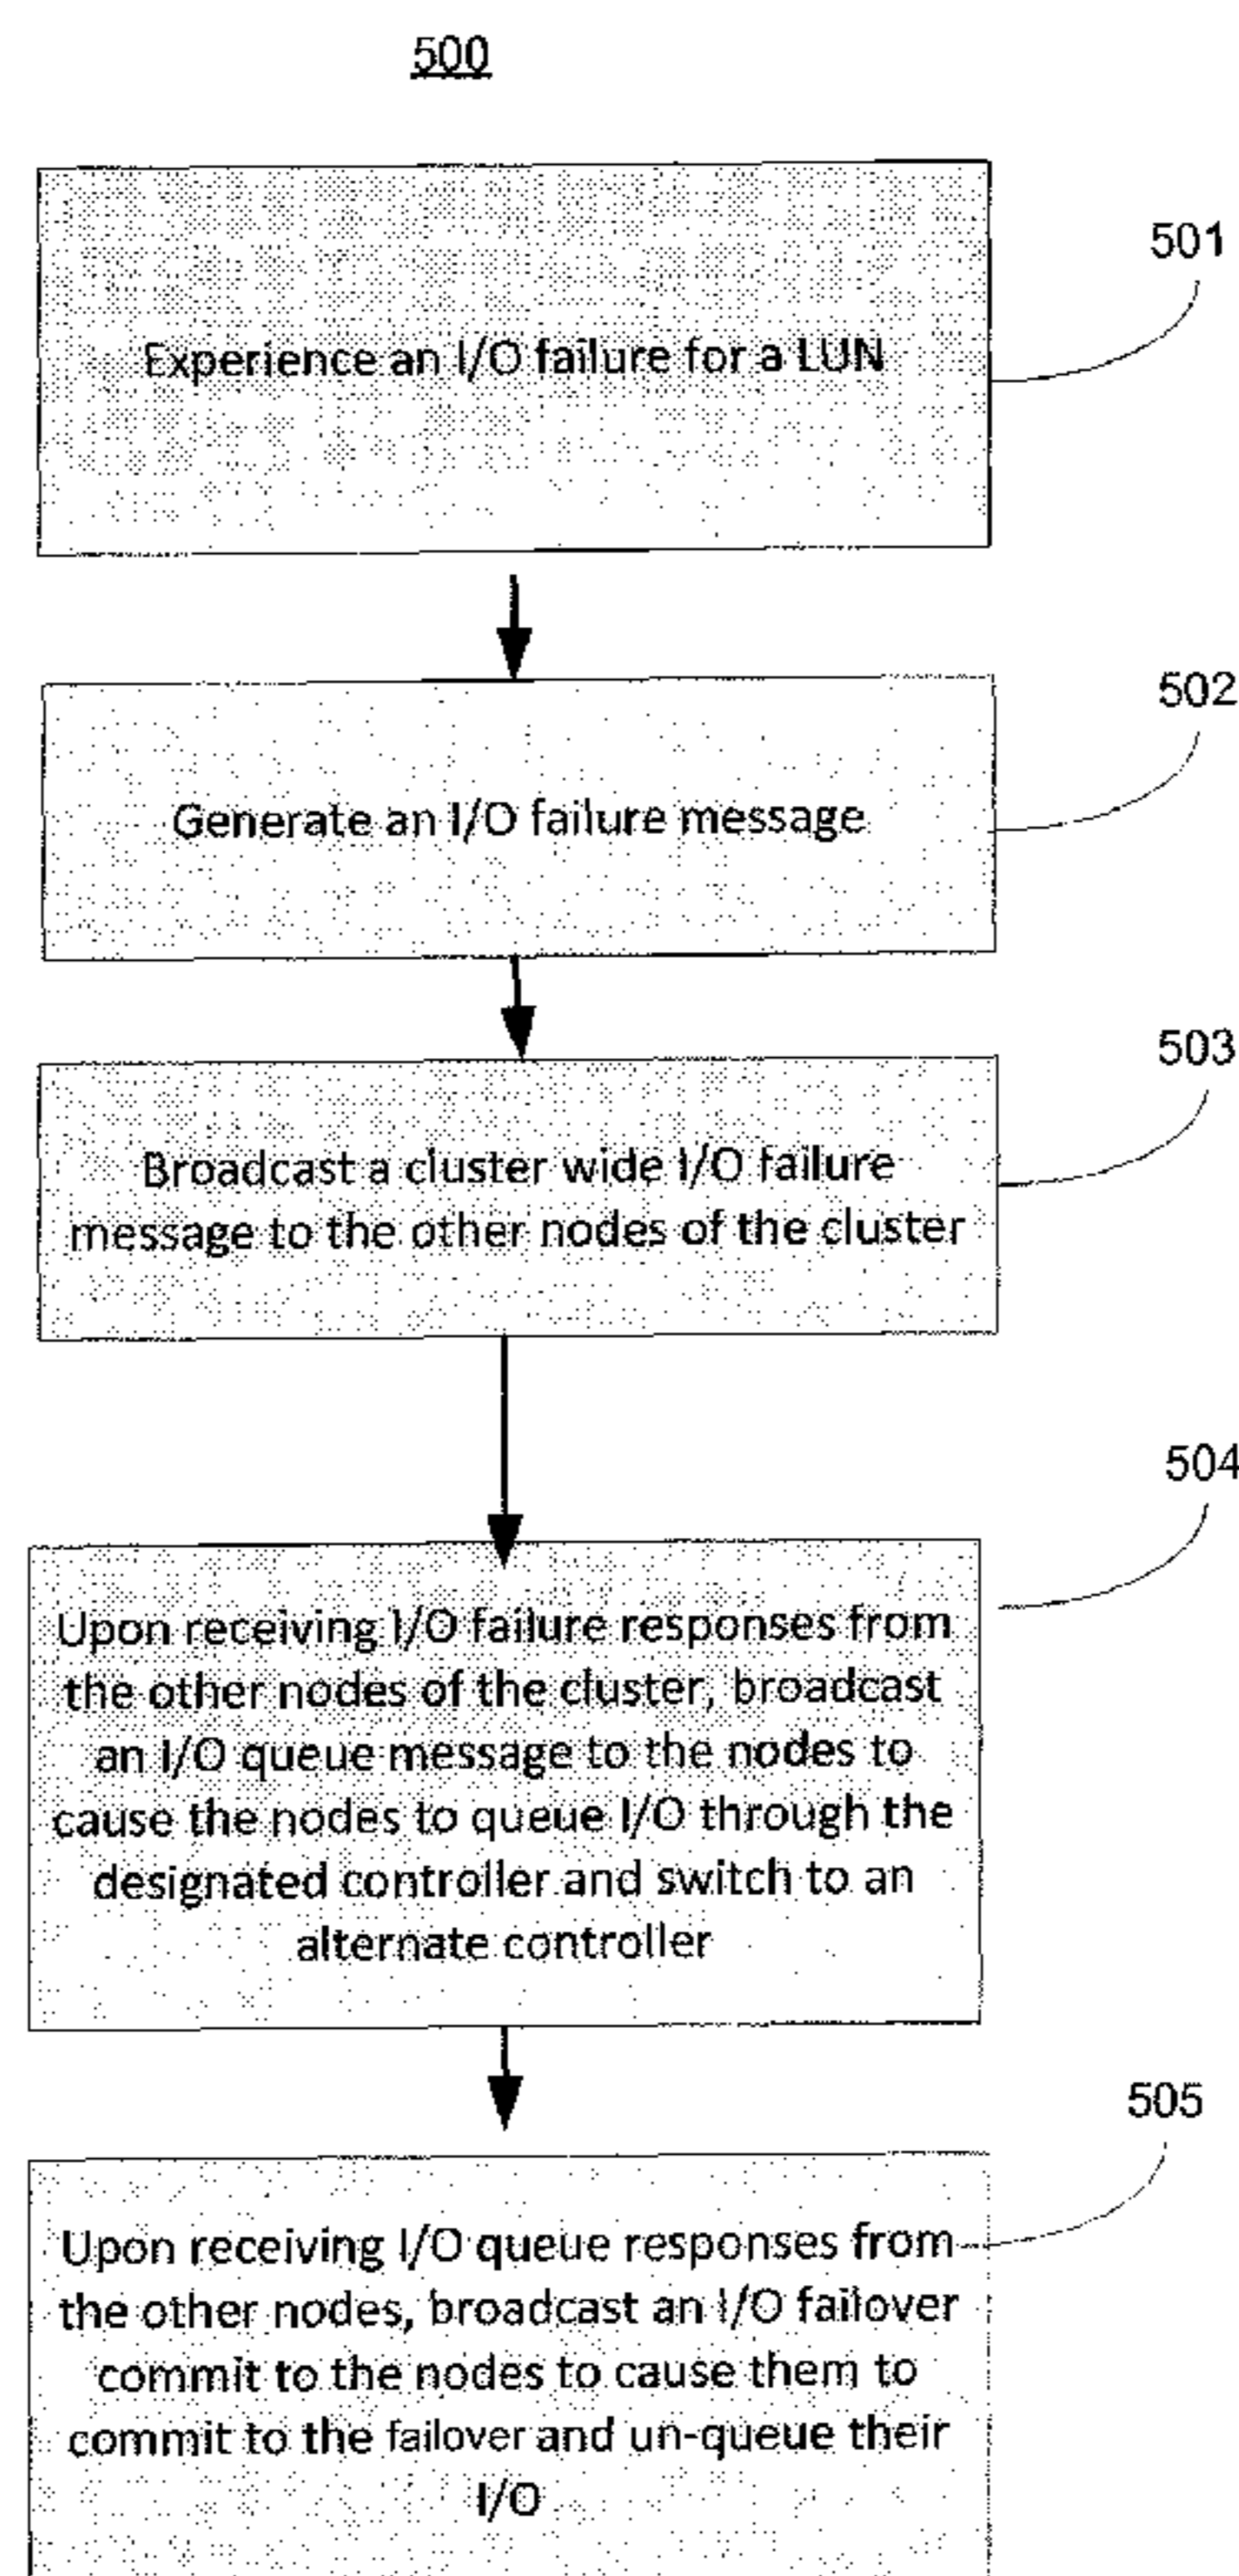 500
501
Experience an I/O failure for a LUN
502
Generate an I/O failure message
503
Broadcast a cluster wide I/O failure
message to the other nodes of the cluster
504
Upon receiving I/O failure responses from
the other nodes of the cluster, broadcast
an I/O queue message to the nodes to
cause the nodes to queue I/O through the
designated controller and switch to an
alternate controller
505
Upon receiving I/O queue responses from
the other nodes, broadcast an I/O failover
commit to the nodes to cause them to
commit to the failover and un-queue their
I/O